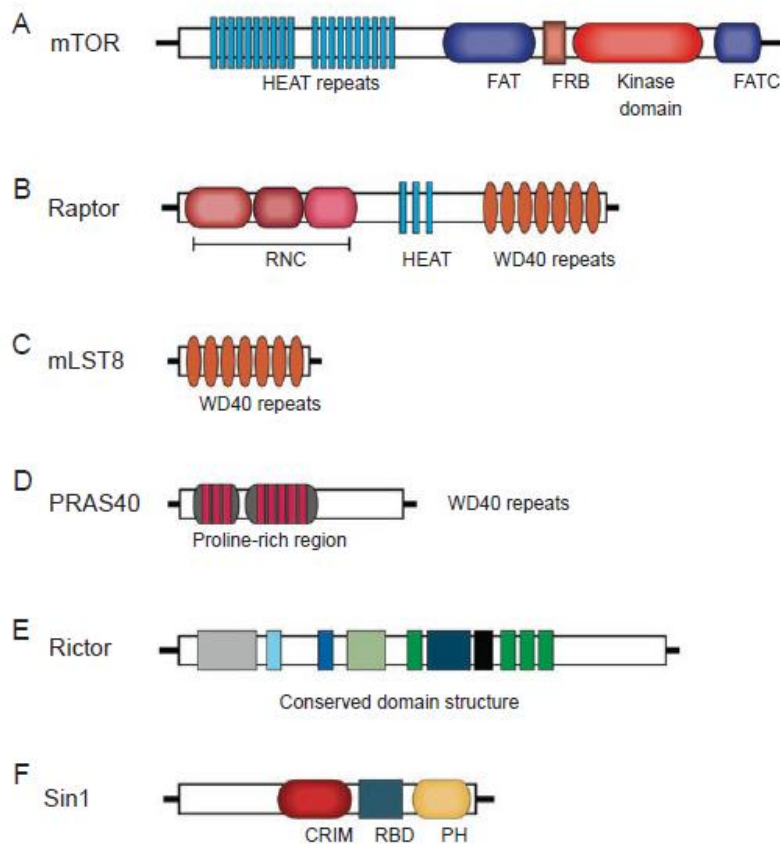 A
mTOR
HEAT repeats
FAT
FRB
Kinase
domain
FATC
B
Raptor
RNC
HEAT
WD40 repeats
C
mLST8
WD40 repeats
D
PRAS40
WD40 repeats
Proline-rich region
E
Rictor
Conserved domain structure
F
Sin1
CRIM
RBD
PH